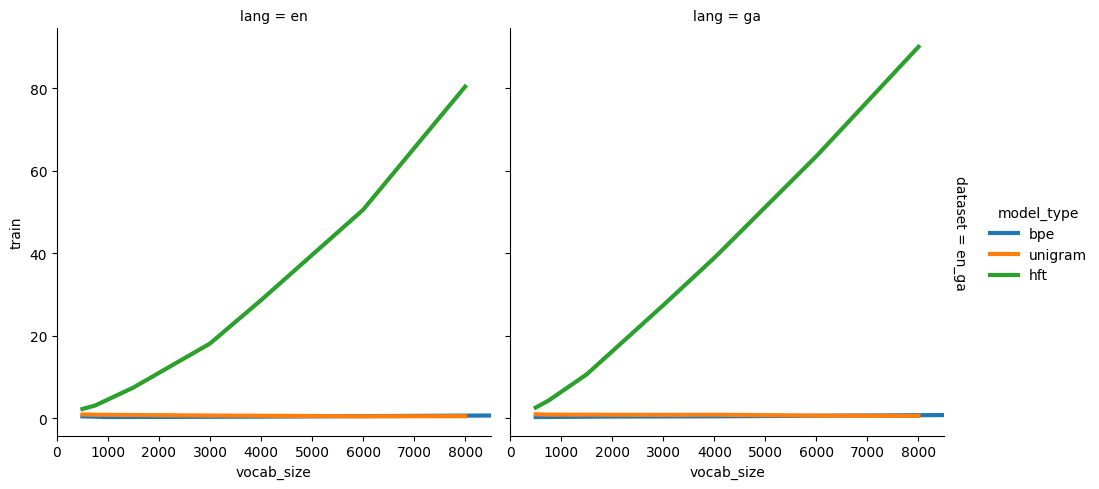 lang = en
lang = ga
80
60
40
20
0
train
0 1000 2000 3000 4000 5000 6000 7000 8000
vocab_size
0 1000 2000 3000 4000 5000 6000 7000 8000
vocab_size
dataset = en_ga
model_type
bpe
unigram
hft